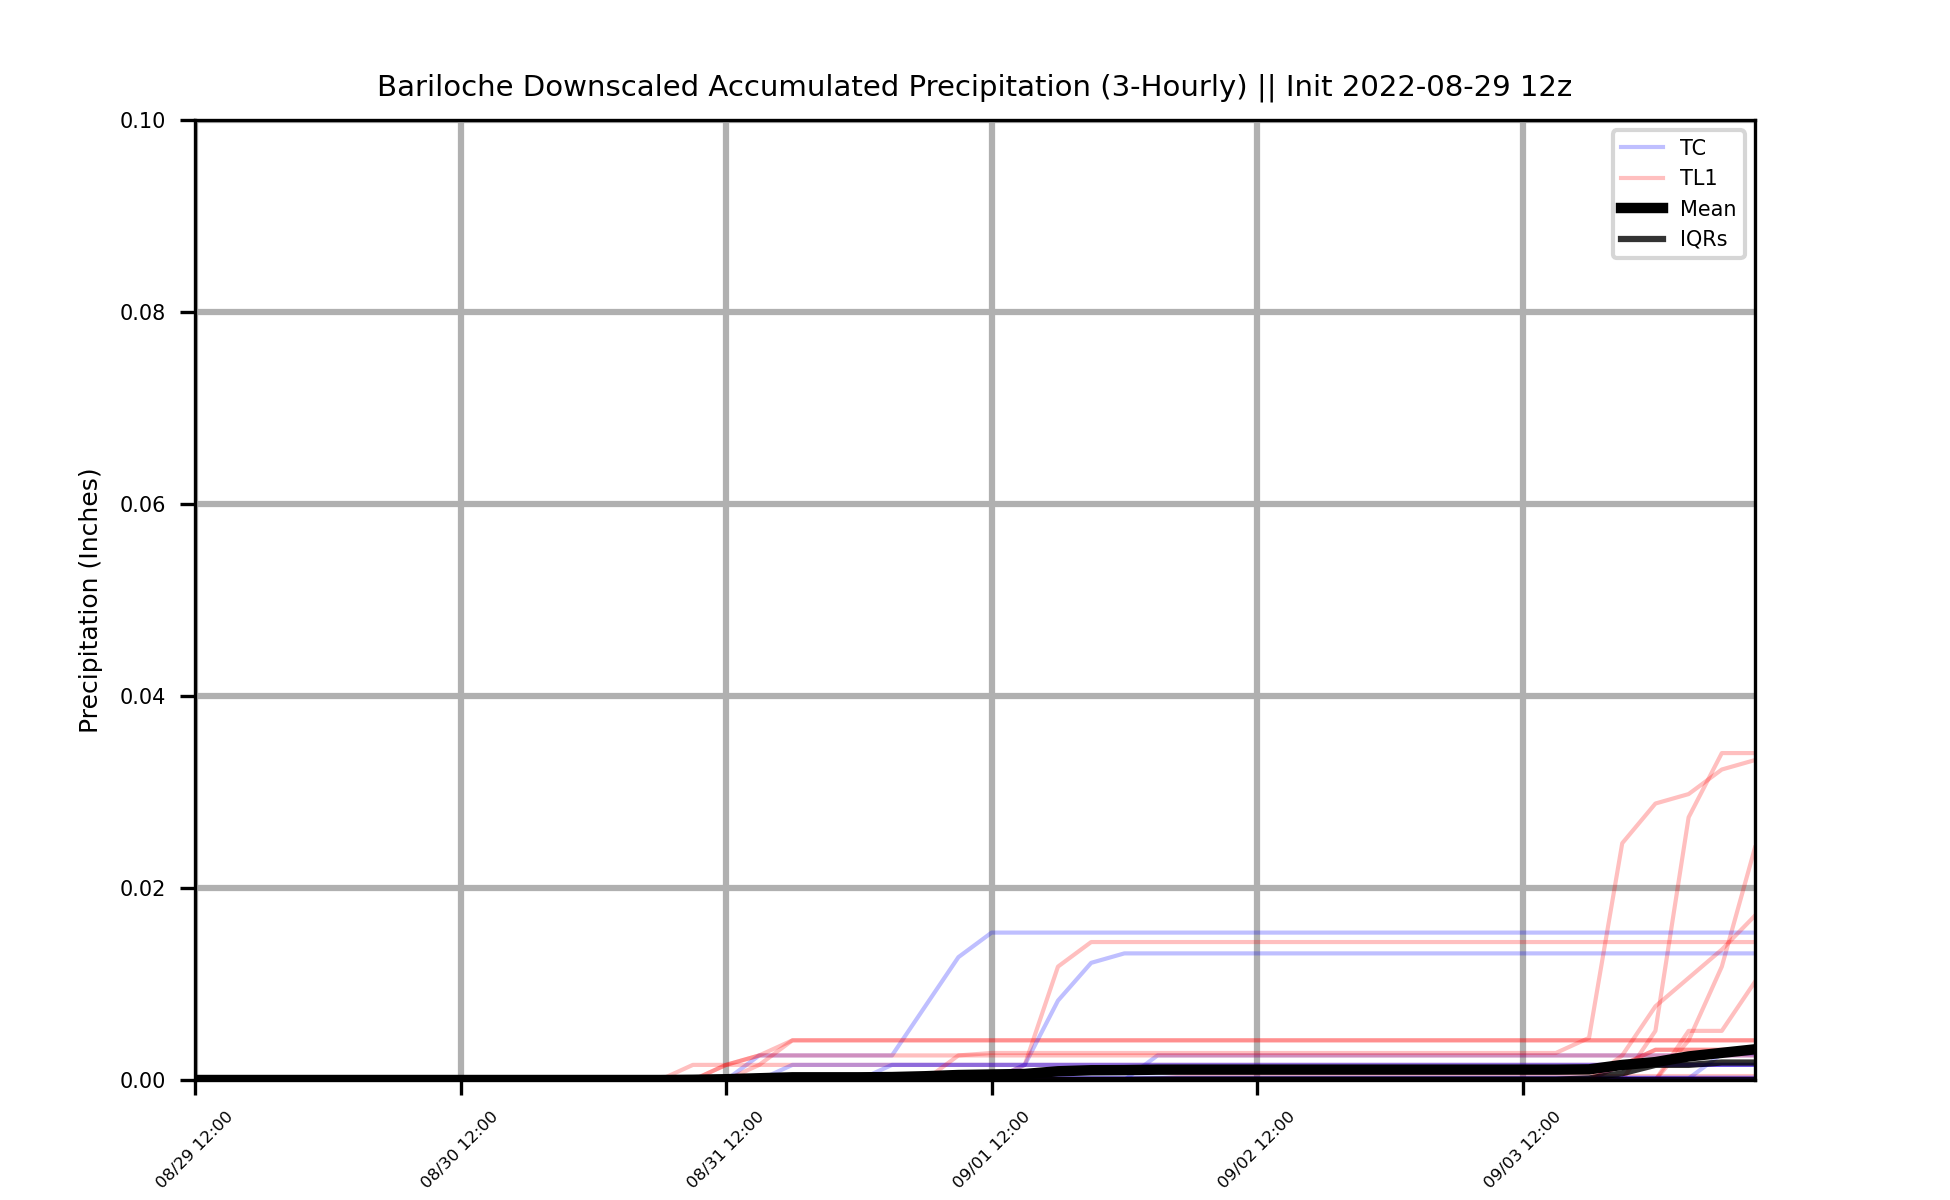 Bariloche Downscaled Accumulated Precipitation (3-Hourly) || Init 2022-08-29 12z
TC
TL1
Mean
IQRs
Precipitation (Inches)
0.10
0.08
0.06
0.04
0.02
0.00
08/29 12:00
08/30 12:00
08/31 12:00
09/01 12:00
09/02 12:00
09/03 12:00